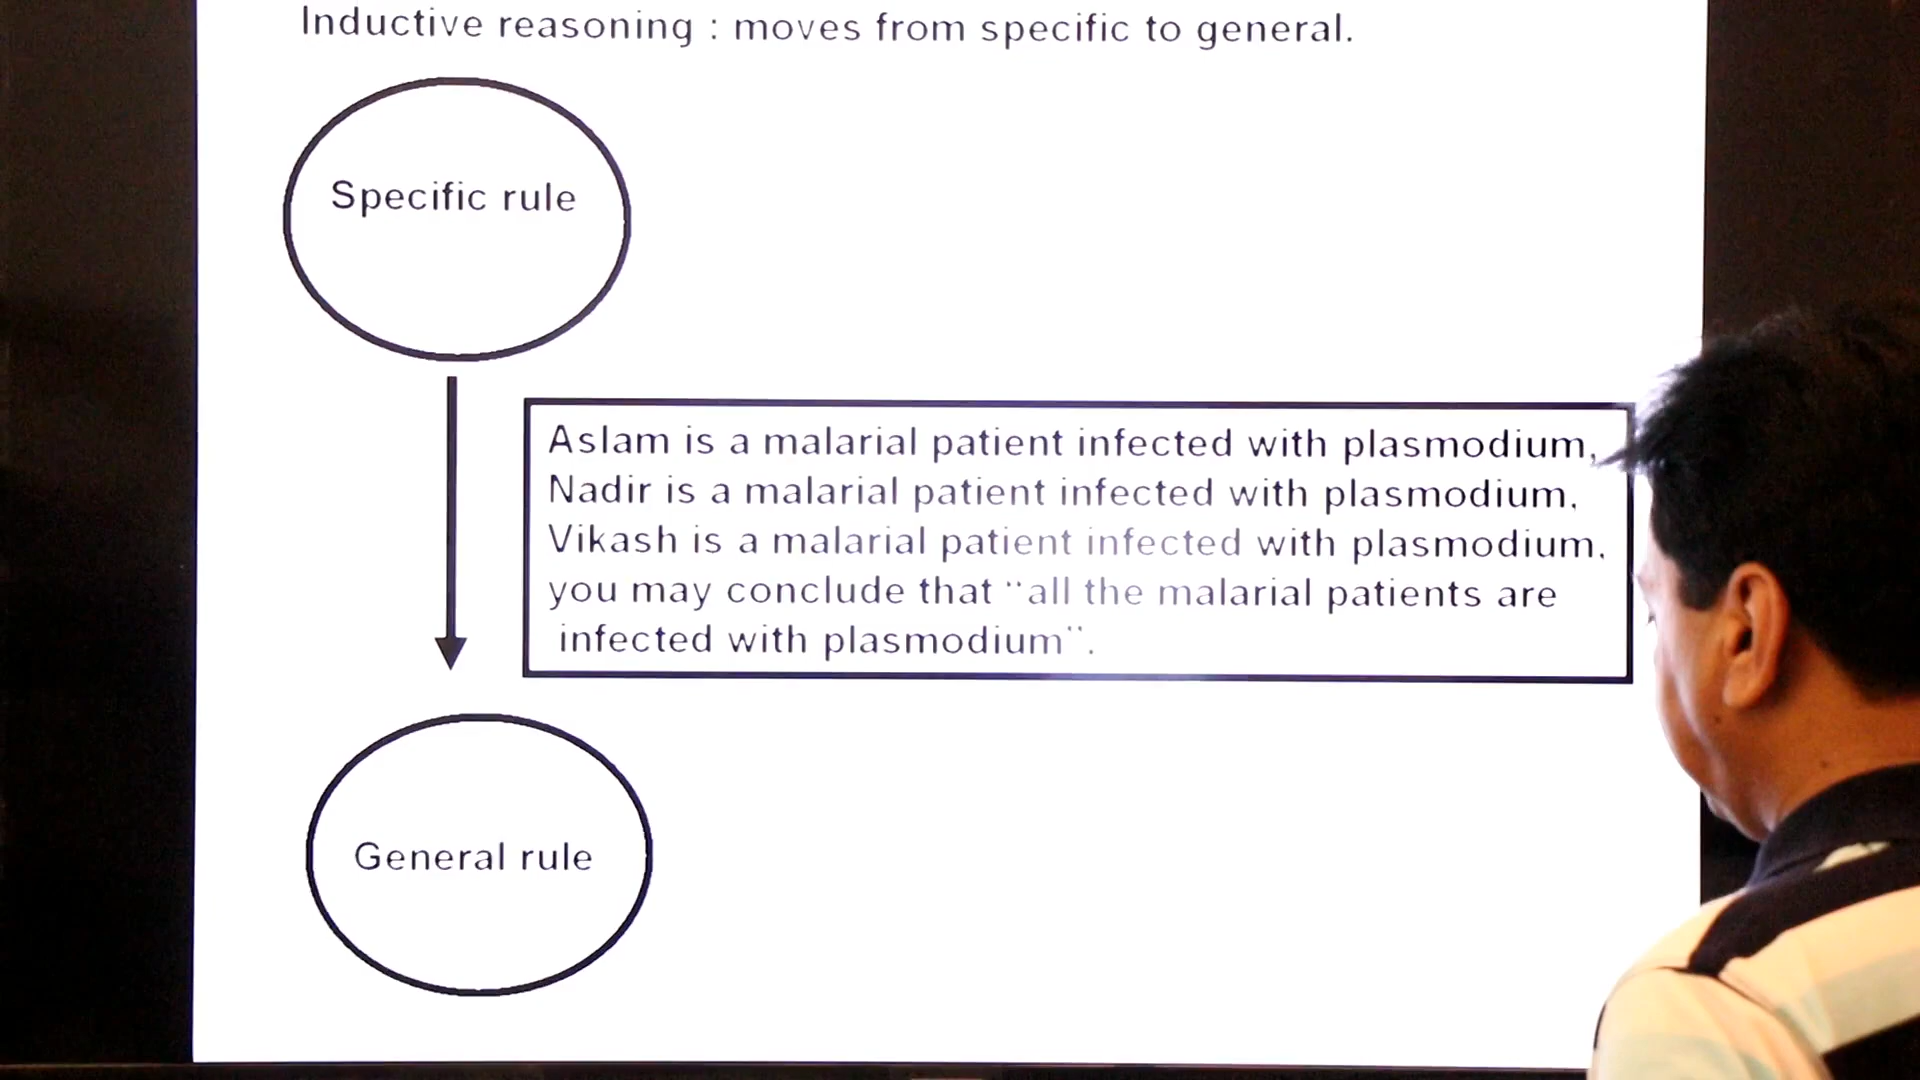 Inductive reasoning : moves from specific to general.
Specific rule
Aslam is a malarial patient infected with plasmodium,
Nadir is a malarial patient infected with plasmodium,
Vikash is a malarial patient infected with plasmodium,
you may conclude that "all the malarial patients are
infected with plasmodium".
General rule